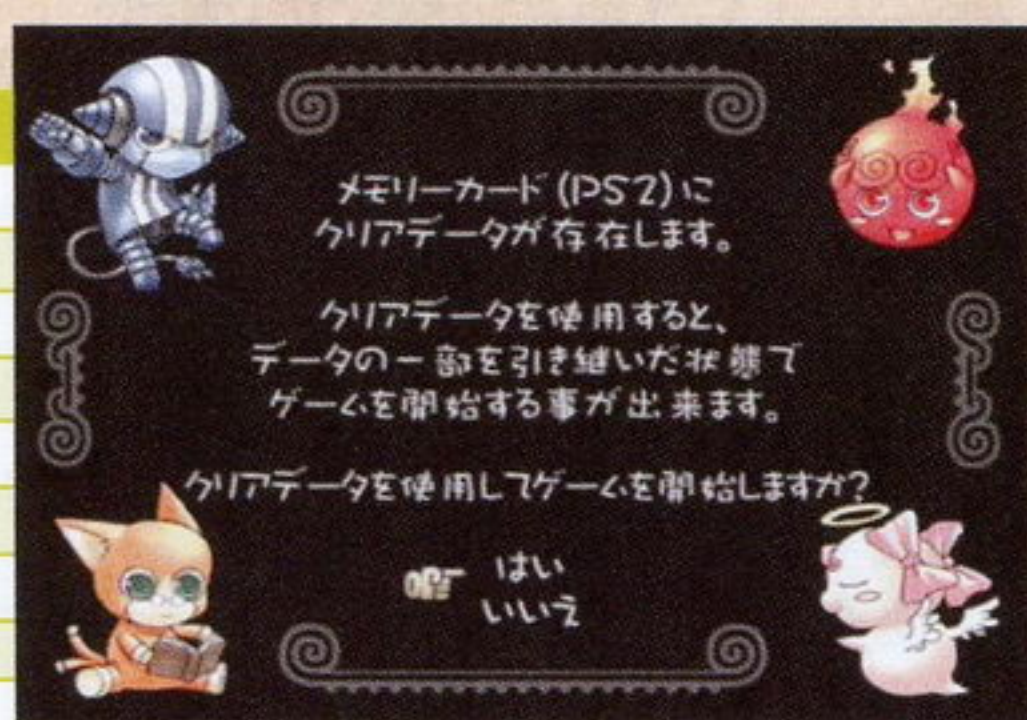 メモリーカード(PS2)に
クリアデータが存在します。
クリアデータを使用すると、
データの一部を引き継いだ状態で
ゲームを開始する事が出来ます。
クリアデータを使用してゲームを開始しますか?
はい
いいえ